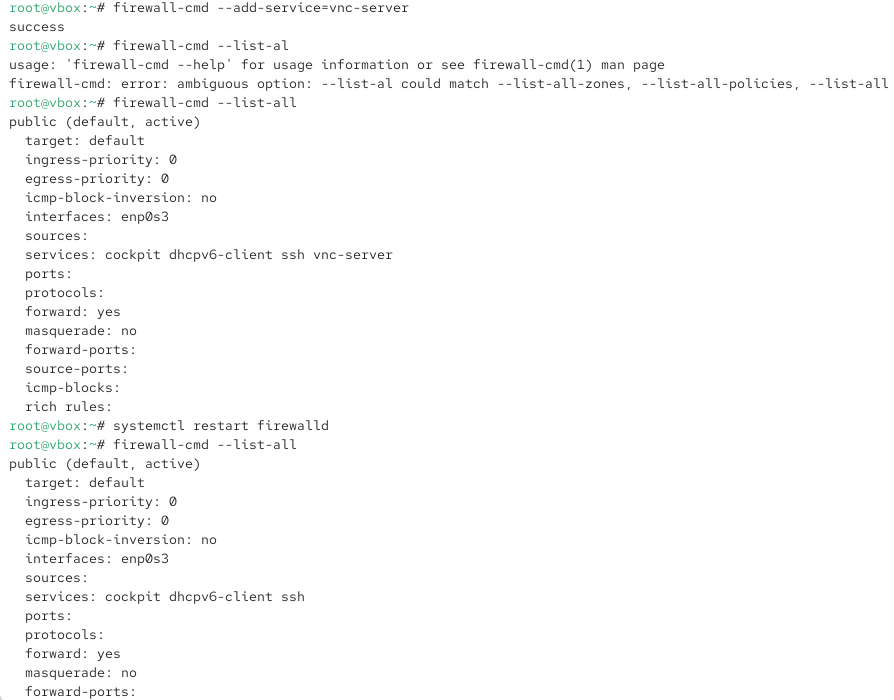 root@vbox:~# firewall-cmd --add-service=vnc-server
success
root@vbox:~# firewall-cmd --list-al
usage: 'firewall-cmd --help' for usage information or see firewall-cmd(1) man page
firewall-cmd: error: ambiguous option: --list-al could match --list-all-zones, --list-all-policies, --list-all
root@vbox:~# firewall-cmd --list-all
public (default, active)
  target: default
  ingress-priority: 0
  egress-priority: 0
  icmp-block-inversion: no
  interfaces: enp0s3
  sources:
  services: cockpit dhcpv6-client ssh vnc-server
  ports:
  protocols:
  forward: yes
  masquerade: no
  forward-ports:
  source-ports:
  icmp-blocks:
  rich rules:
root@vbox:~# systemctl restart firewalld
root@vbox:~# firewall-cmd --list-all
public (default, active)
  target: default
  ingress-priority: 0
  egress-priority: 0
  icmp-block-inversion: no
  interfaces: enp0s3
  sources:
  services: cockpit dhcpv6-client ssh
  ports:
  protocols:
  forward: yes
  masquerade: no
  forward-ports: